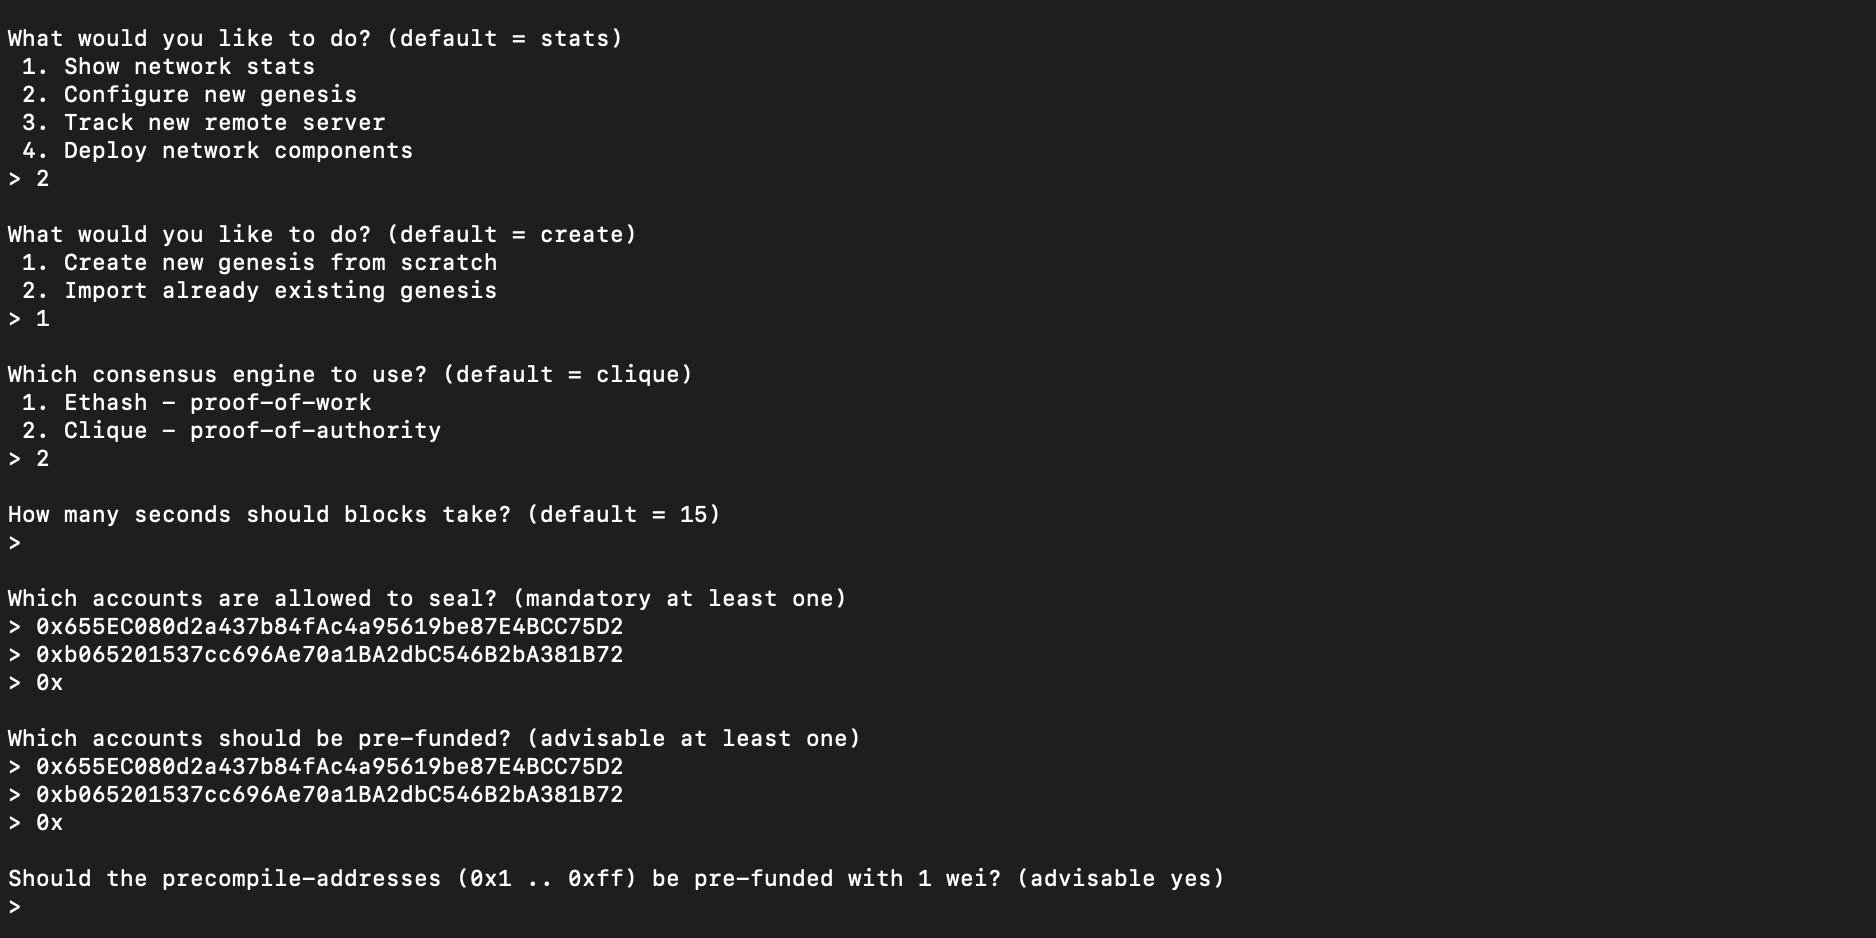 What would you like to do? (default = stats)
 1. Show network stats
 2. Configure new genesis
 3. Track new remote server
 4. Deploy network components
> 2

What would you like to do? (default = create)
 1. Create new genesis from scratch
 2. Import already existing genesis
> 1

Which consensus engine to use? (default = clique)
 1. Ethash - proof-of-work
 2. Clique - proof-of-authority
> 2

How many seconds should blocks take? (default = 15)
>

Which accounts are allowed to seal? (mandatory at least one)
> 0x655EC080d2a437b84fAc4a95619be87E4BCC75D2
> 0xb065201537cc696Ae70a1BA2dbC546B2bA381B72
> 0x

Which accounts should be pre-funded? (advisable at least one)
> 0x655EC080d2a437b84fAc4a95619be87E4BCC75D2
> 0xb065201537cc696Ae70a1BA2dbC546B2bA381B72
> 0x

Should the precompile-addresses (0x1 .. 0xff) be pre-funded with 1 wei? (advisable yes)
>